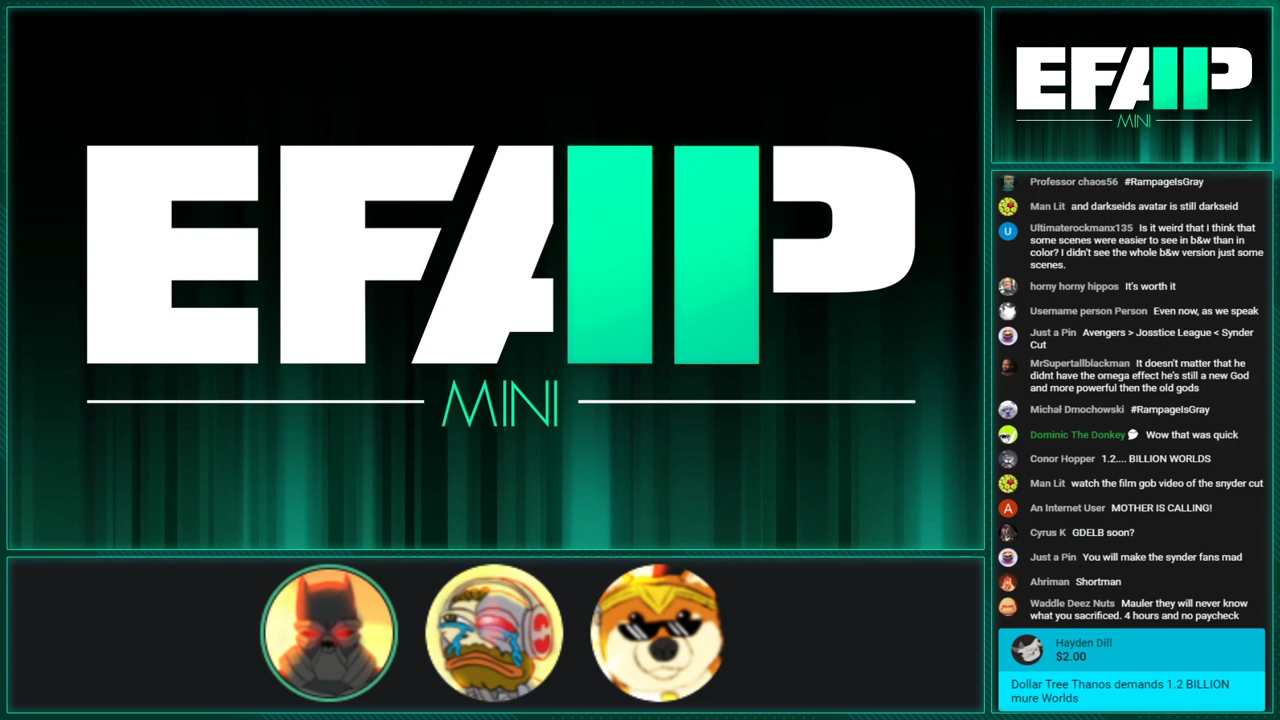 EFAP
MINI
EFAP
MINI
Professor chaos56 #RampageIsGray
Man Lit and darkseids avatar is still darkseid
Ultimaterockmanx135 Is it weird that I think that
some scenes were easier to see in b&w than in
color? I didn't see the whole b&w version just some
scenes.
horny horny hippos It's worth it
Username person Person Even now, as we speak
Just a Pin Avengers > Josstice League < Synder
Cut
MrSupertallblackman It doesn't matter that he
didnt have the omega effect he's still a new God
and more powerful then the old gods
Michał Dmochowski #RampageIsGray
Dominic The Donkey Wow that was quick
Conor Hopper 1.2.... BILLION WORLDS
Man Lit watch the film gob video of the snyder cut
An Internet User MOTHER IS CALLING!
Cyrus K GDELB soon?
Just a Pin You will make the synder fans mad
Ahriman Shortman
Waddle Deez Nuts Mauler they will never know
what you sacrificed. 4 hours and no paycheck
Hayden Dill
$2.00
Dollar Tree Thanos demands 1.2 BILLION
mure Worlds
U
A